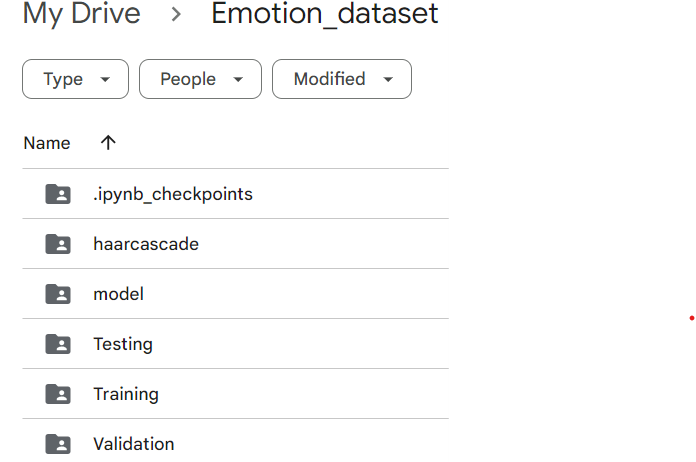 My Drive > Emotion_dataset
Type People Modified
Name
.ipynb_checkpoints
haarcascade
model
Testing
Training
Validation